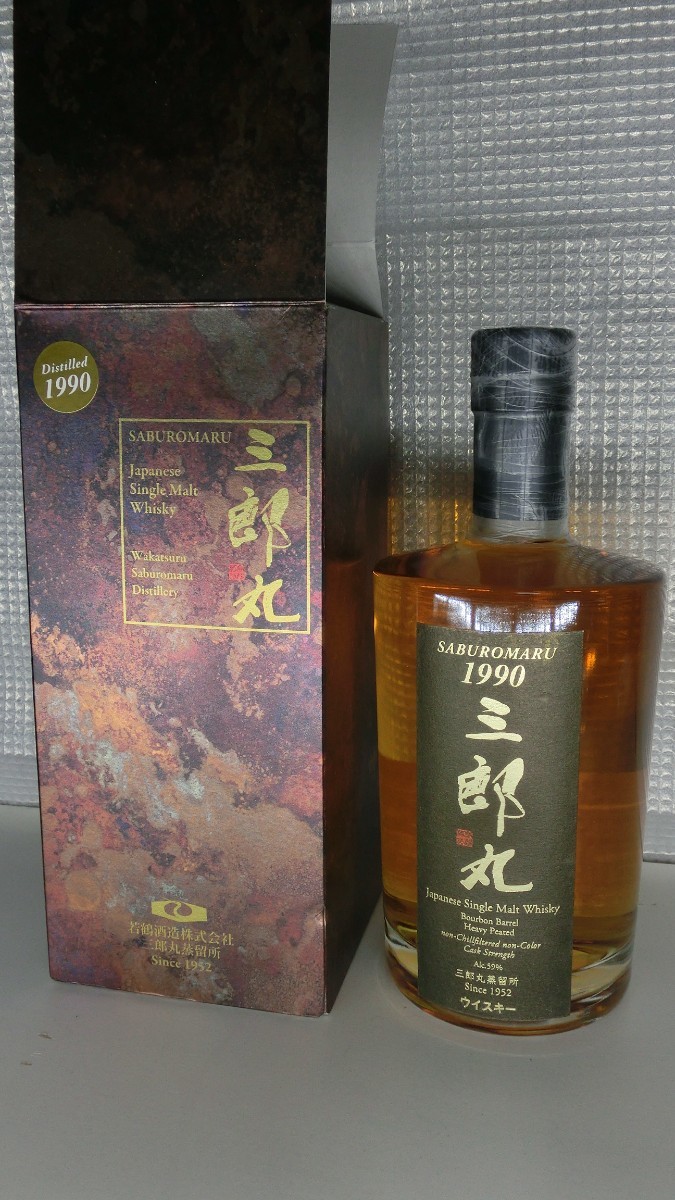 Distilled
1990
SABUROMARU
Japanese
Single Malt
Whisky
Wakatsuru
Saburomaru
Distillery
三郎丸
若鶴酒造株式会社
三郎丸蒸留所
Since 1952
SABUROMARU
1990
三郎丸
Japanese Single Malt Whisky
Bourbon Barrel
Heavy Peated
non-Chillfiltered non-Color
Cask Strength
Alc.59%
三郎丸蒸留所
Since 1952
ウイスキー